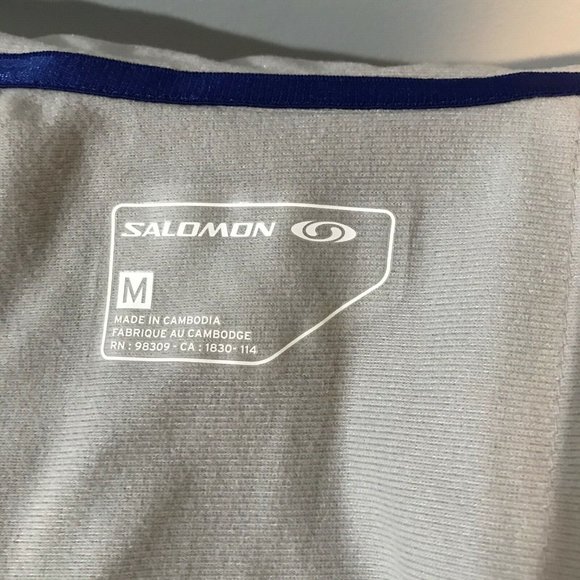 SALOMON
M
MADE IN CAMBODIA
FABRIQUE AU CAMBODGE
RN : 98309 - CA : 1830- 114